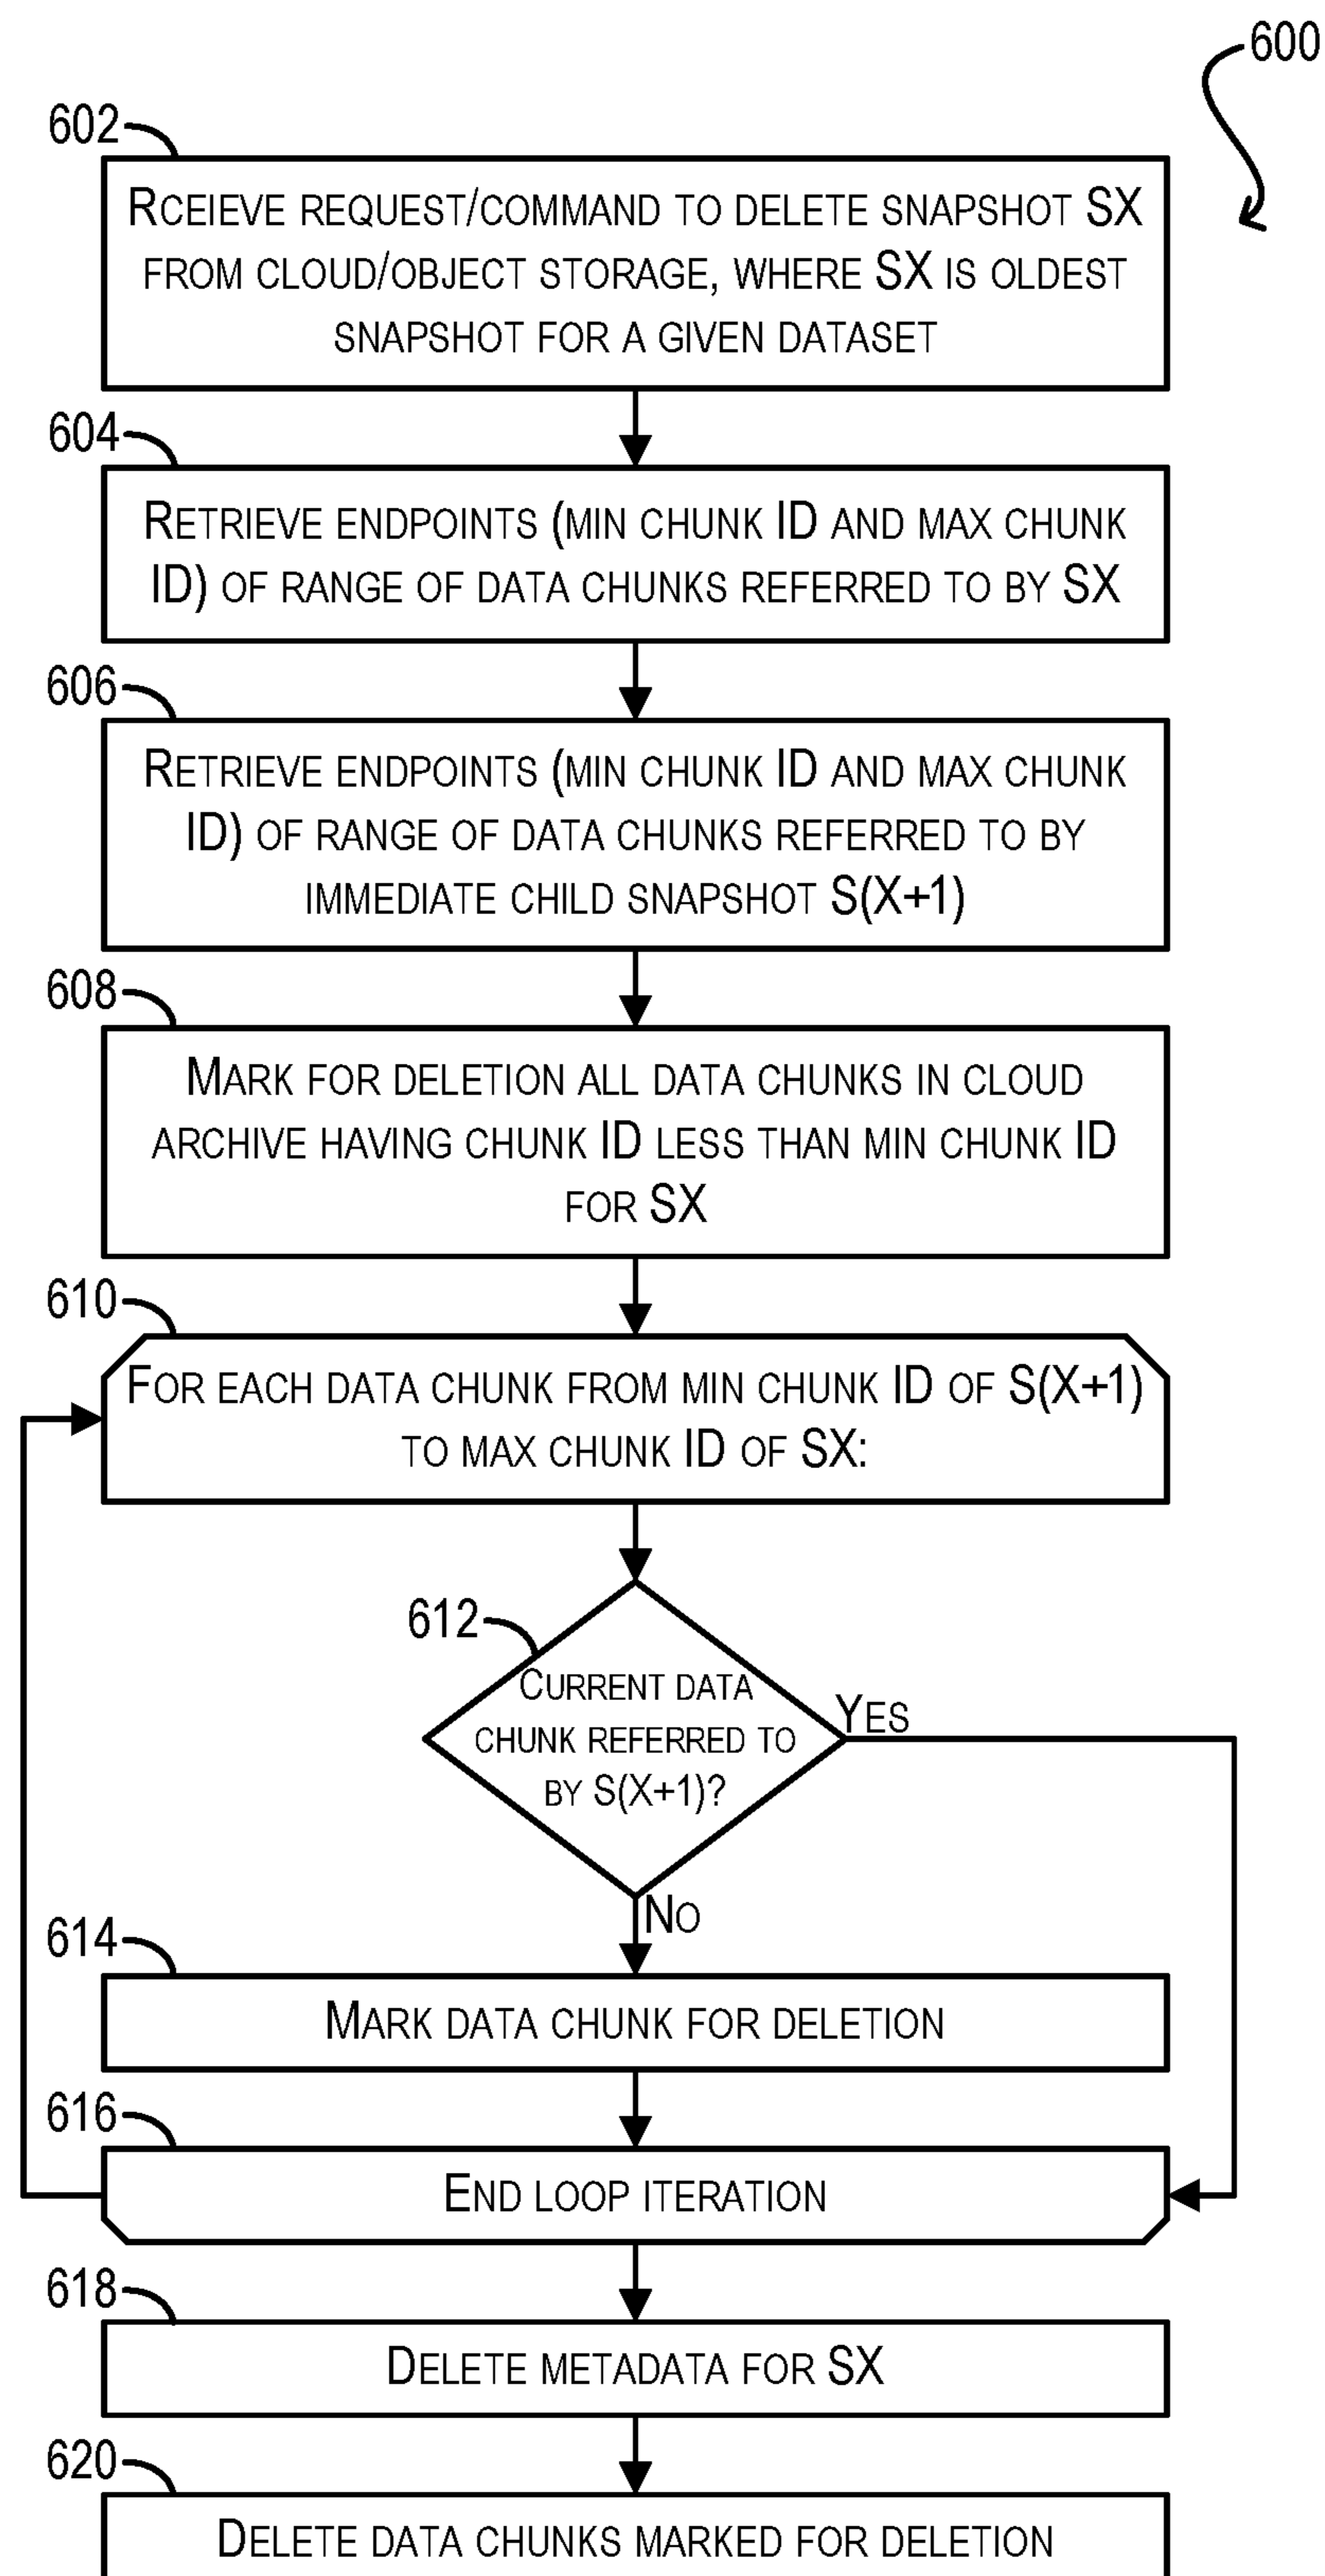 600
602
RCEIEVE REQUEST/COMMAND TO DELETE SNAPSHOT SX
FROM CLOUD/OBJECT STORAGE, WHERE SX IS OLDEST
SNAPSHOT FOR A GIVEN DATASET
604
RETRIEVE ENDPOINTS (MIN CHUNK ID AND MAX CHUNK
ID) OF RANGE OF DATA CHUNKS REFERRED TO BY SX
606
RETRIEVE ENDPOINTS (MIN CHUNK ID AND MAX CHUNK
ID) OF RANGE OF DATA CHUNKS REFERRED TO BY
IMMEDIATE CHILD SNAPSHOT S(X+1)
608
MARK FOR DELETION ALL DATA CHUNKS IN CLOUD
ARCHIVE HAVING CHUNK ID LESS THAN MIN CHUNK ID
FOR SX
610
FOR EACH DATA CHUNK FROM MIN CHUNK ID OF S(X+1)
TO MAX CHUNK ID OF SX:
612
CURRENT DATA
CHUNK REFERRED TO
BY S(X+1)?
YES
NO
614
MARK DATA CHUNK FOR DELETION
616
END LOOP ITERATION
618
DELETE METADATA FOR SX
620
DELETE DATA CHUNKS MARKED FOR DELETION